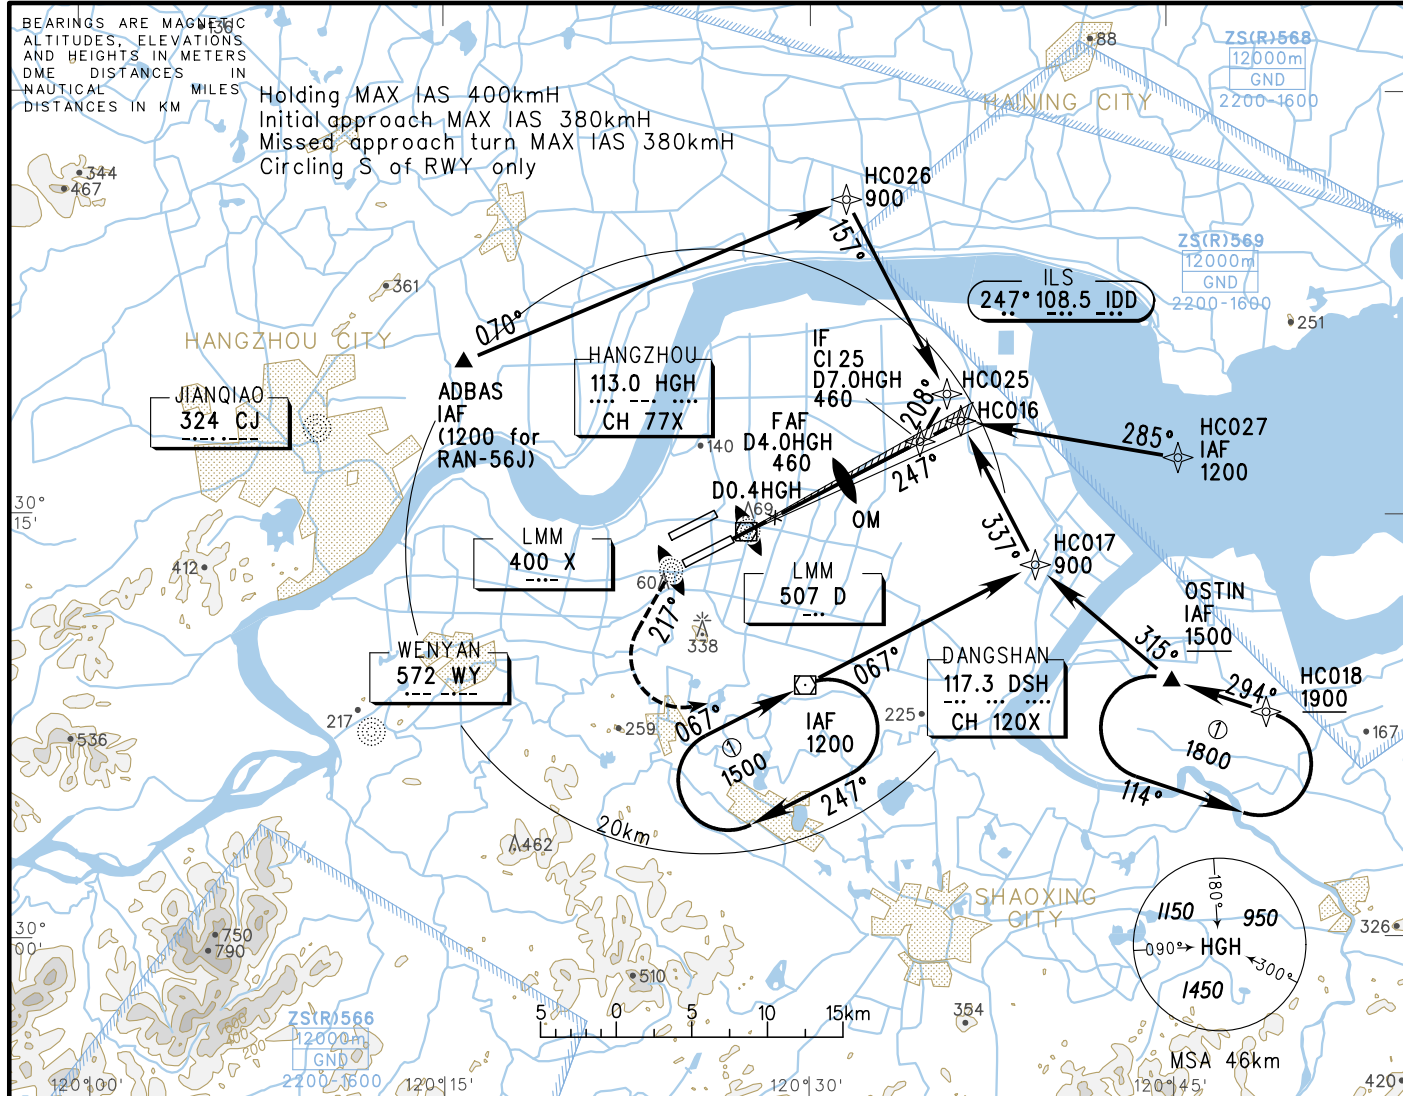 BEARINGS ARE MAGNETIC
ALTITUDES, ELEVATIONS
AND HEIGHTS IN METERS
DME DISTANCES IN
NAUTICAL MILES
DISTANCES IN KM
136
Holding MAX IAS 400kmH
Initial approach MAX IAS 380kmH
Missed approach turn MAX IAS 380kmH
Circling S of RWY only
88
HAINING CITY
ZS(R)568
12000m
GND
2200-1600
344
467
HC026
900
157°
ZS(R)569
12000m
GND
2200-1600
ILS
247° 108.5 IDD
251
361
070°
HANGZHOU CITY
ADBAS
IAF
(1200 for
RAN-56J)
JIANQIAO
324 CJ
HANGZHOU
113.0 HGH
CH 77X
140
IF
CI 25
D7.0HGH
460
208°
HC025
HC016
285°
HC027
IAF
1200
FAF
D4.0HGH
460
247°
D0.4HGH
69
OM
30°
15'
LMM
400 X
412
60
LMM
507 D
337°
HC017
900
217°
338
OSTIN
IAF
1500
315°
294°
HC018
1900
WENYAN
572 WY
067°
DANGSHAN
117.3 DSH
CH 120X
217
259
067°
1
1500
IAF
1200
225
247°
1
1800
114°
167
536
20km
462
SHAOXING
CITY
180°
1150
950
090°
HGH
300°
1450
MSA 46km
326
30°
00'
750
790
510
354
5 0 5 10 15km
600
400
200
ZS(R)566
12000m
GND
2200-1600
120°00'
120°15'
120°30'
120°45'
420